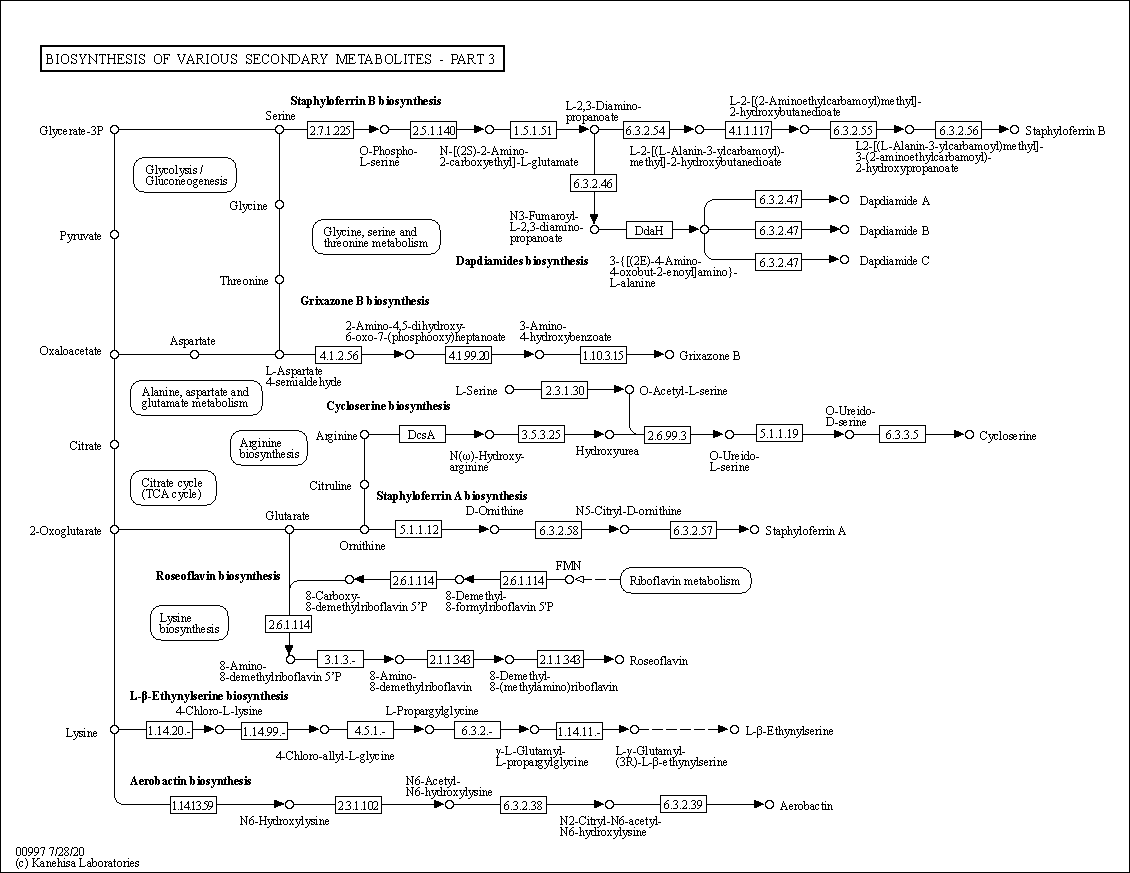 BIOSYNTHESIS OF VARIOUS SECONDARY METABOLITES - PART 3
Staphyloferrin B biosynthesis
Glycerate-3P
Serine
2.7.1.225
O-Phospho-
L-serine
2.5.1.140
N-[(2S)-2-Amino-
2-carboxyethyl]-L-glutamate
1.5.1.51
L-2,3-Diamino-
propanoate
6.3.2.54
L-2-[(L-Alanin-3-ylcarbamoyl)-
methyl]-2-hydroxybutanedioate
4.1.1.117
L-2-[(2-Aminoethylcarbamoyl)methyl]-
2-hydroxybutanedioate
6.3.2.55
L2-[(L-Alanin-3-ylcarbamoyl)methyl]-
3-(2-aminoethylcarbamoyl)-
2-hydroxypropanoate
6.3.2.56
Staphyloferrin B
Glycolysis /
Gluconeogenesis
6.3.2.46
Glycine
Pyruvate
Glycine, serine and
threonine metabolism
N3-Fumaroyl-
L-2,3-diamino-
propanoate
DdaH
6.3.2.47
Dapdiamide A
6.3.2.47
Dapdiamide B
6.3.2.47
Dapdiamide C
Dapdiamides biosynthesis
3-{[(2E)-4-Amino-
4-oxobut-2-enoyl]amino}-
L-alanine
Threonine
Grixazone B biosynthesis
Oxaloacetate
Aspartate
L-Aspartate
4-semialdehyde
4.1.2.56
2-Amino-4,5-dihydroxy-
6-oxo-7-(phosphooxy)heptanoate
4.1.99.20
3-Amino-
4-hydroxybenzoate
1.10.3.15
Grixazone B
Alanine, aspartate and
glutamate metabolism
L-Serine
2.3.1.30
O-Acetyl-L-serine
Cycloserine biosynthesis
Citrate
Arginine
biosynthesis
Arginine
DcsA
N(ω)-Hydroxy-
arginine
3.5.3.25
Hydroxyurea
2.6.99.3
O-Ureido-
L-serine
5.1.1.19
O-Ureido-
D-serine
6.3.3.5
Cycloserine
Citrate cycle
(TCA cycle)
Citruline
Staphyloferrin A biosynthesis
2-Oxoglutarate
Glutarate
Ornithine
5.1.1.12
D-Ornithine
6.3.2.58
N5-Citryl-D-ornithine
6.3.2.57
Staphyloferrin A
Roseoflavin biosynthesis
8-Carboxy-
8-demethylriboflavin 5'P
2.6.1.114
8-Demethyl-
8-formylriboflavin 5'P
2.6.1.114
FMN
Riboflavin metabolism
Lysine
biosynthesis
2.6.1.114
8-Amino-
8-demethylriboflavin 5'P
3.1.3.-
8-Amino-
8-demethylriboflavin
2.1.1.343
8-Demethyl-
8-(methylamino)riboflavin
2.1.1.343
Roseoflavin
L-β-Ethynylserine biosynthesis
Lysine
1.14.20.-
4-Chloro-L-lysine
1.14.99.-
4-Chloro-allyl-L-glycine
4.5.1.-
L-Propargylglycine
6.3.2.-
γ-L-Glutamyl-
L-propargylglycine
1.14.11.-
L-γ-Glutamyl-
(3R)-L-β-ethynylserine
L-β-Ethynylserine
Aerobactin biosynthesis
1.14.13.59
N6-Hydroxylysine
2.3.1.102
N6-Acetyl-
N6-hydroxylysine
6.3.2.38
N2-Citryl-N6-acetyl-
N6-hydroxylysine
6.3.2.39
Aerobactin
00997 7/28/20
(c) Kanehisa Laboratories